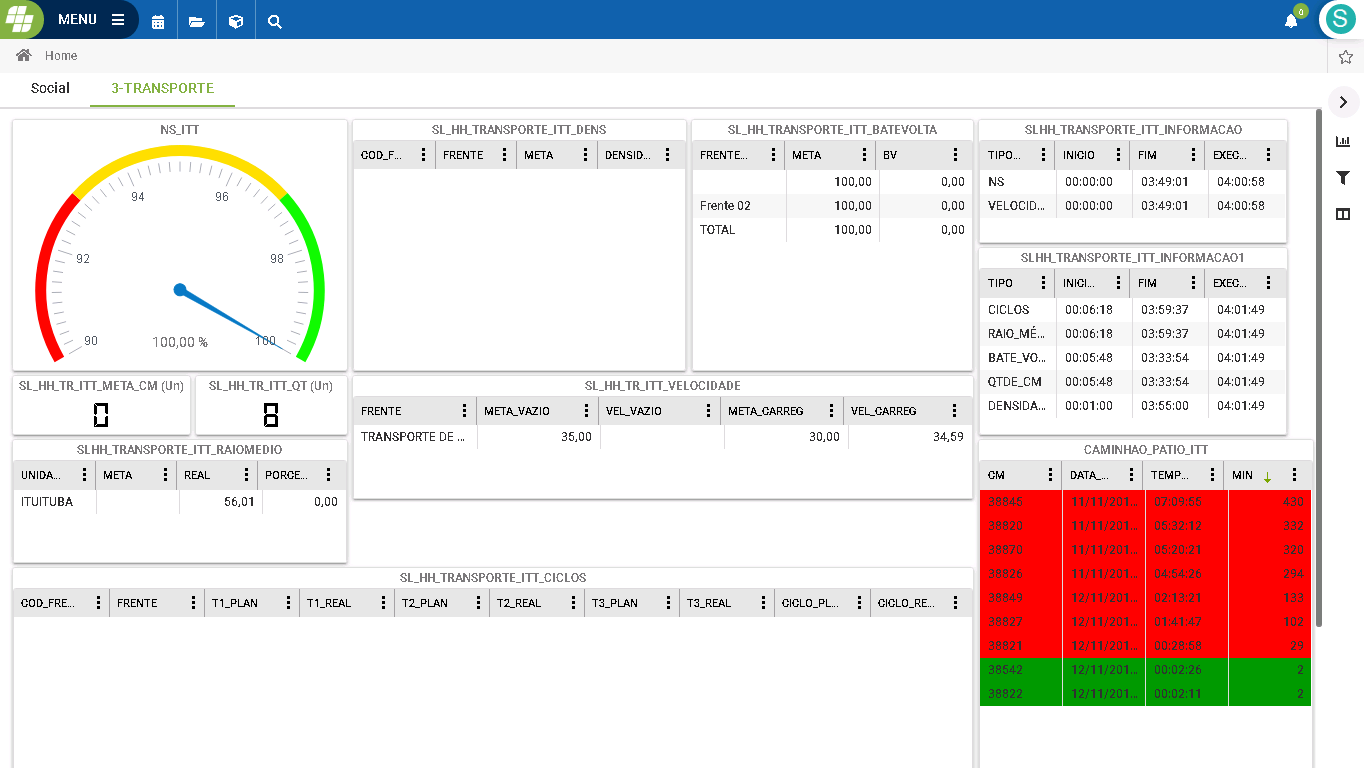 MENU
0
S
Home
Social
3-TRANSPORTE
NS_ITT
94
96
92
98
90
100,00 %
100
SL_HH_TRANSPORTE_ITT_DENS
COD_F... FRENTE META DENSID...
SL_HH_TRANSPORTE_ITT_BATEVOLTA
FRENTE... META BV
100,00 0,00
Frente 02 100,00 0,00
TOTAL 100,00 0,00
SLHH_TRANSPORTE_ITT_INFORMACAO
TIPO... INICIO FIM EXEC...
NS 00:00:00 03:49:01 04:00:58
VELOCID... 00:00:00 03:49:01 04:00:58
SLHH_TRANSPORTE_ITT_INFORMACAO1
TIPO INICI... FIM EXEC...
CICLOS 00:06:18 03:59:37 04:01:49
RAIO_MÉ... 00:06:18 03:59:37 04:01:49
BATE_VO... 00:05:48 03:33:54 04:01:49
QTDE_CM 00:05:48 03:33:54 04:01:49
DENSIDA... 00:01:00 03:55:00 04:01:49
SL_HH_TR_ITT_META_CM (Un)
0
SL_HH_TR_ITT_QT (Un)
8
SL_HH_TR_ITT_VELOCIDADE
FRENTE META_VAZIO VEL_VAZIO META_CARREG VEL_CARREG
TRANSPORTE DE ... 35,00 30,00 34,59
SLHH_TRANSPORTE_ITT_RAIOMEDIO
UNIDA... META REAL PORCE...
ITUITUBA 56,01 0,00
CAMINHAO_PATIO_ITT
CM DATA_... TEMP... MIN
38845 11/11/201... 07:09:55 430
38820 11/11/201... 05:32:12 332
38870 11/11/201... 05:20:21 320
38825 11/11/201... 04:54:26 294
38849 12/11/201... 02:13:21 133
38827 12/11/201... 01:41:47 102
38821 12/11/201... 00:28:58 29
38542 12/11/201... 00:02:26 2
38822 12/11/201... 00:02:11 2
SL_HH_TRANSPORTE_ITT_CICLOS
COD_FRE... FRENTE T1_PLAN T1_REAL T2_PLAN T2_REAL T3_PLAN T3_REAL CICLO_PL... CICLO_RE...